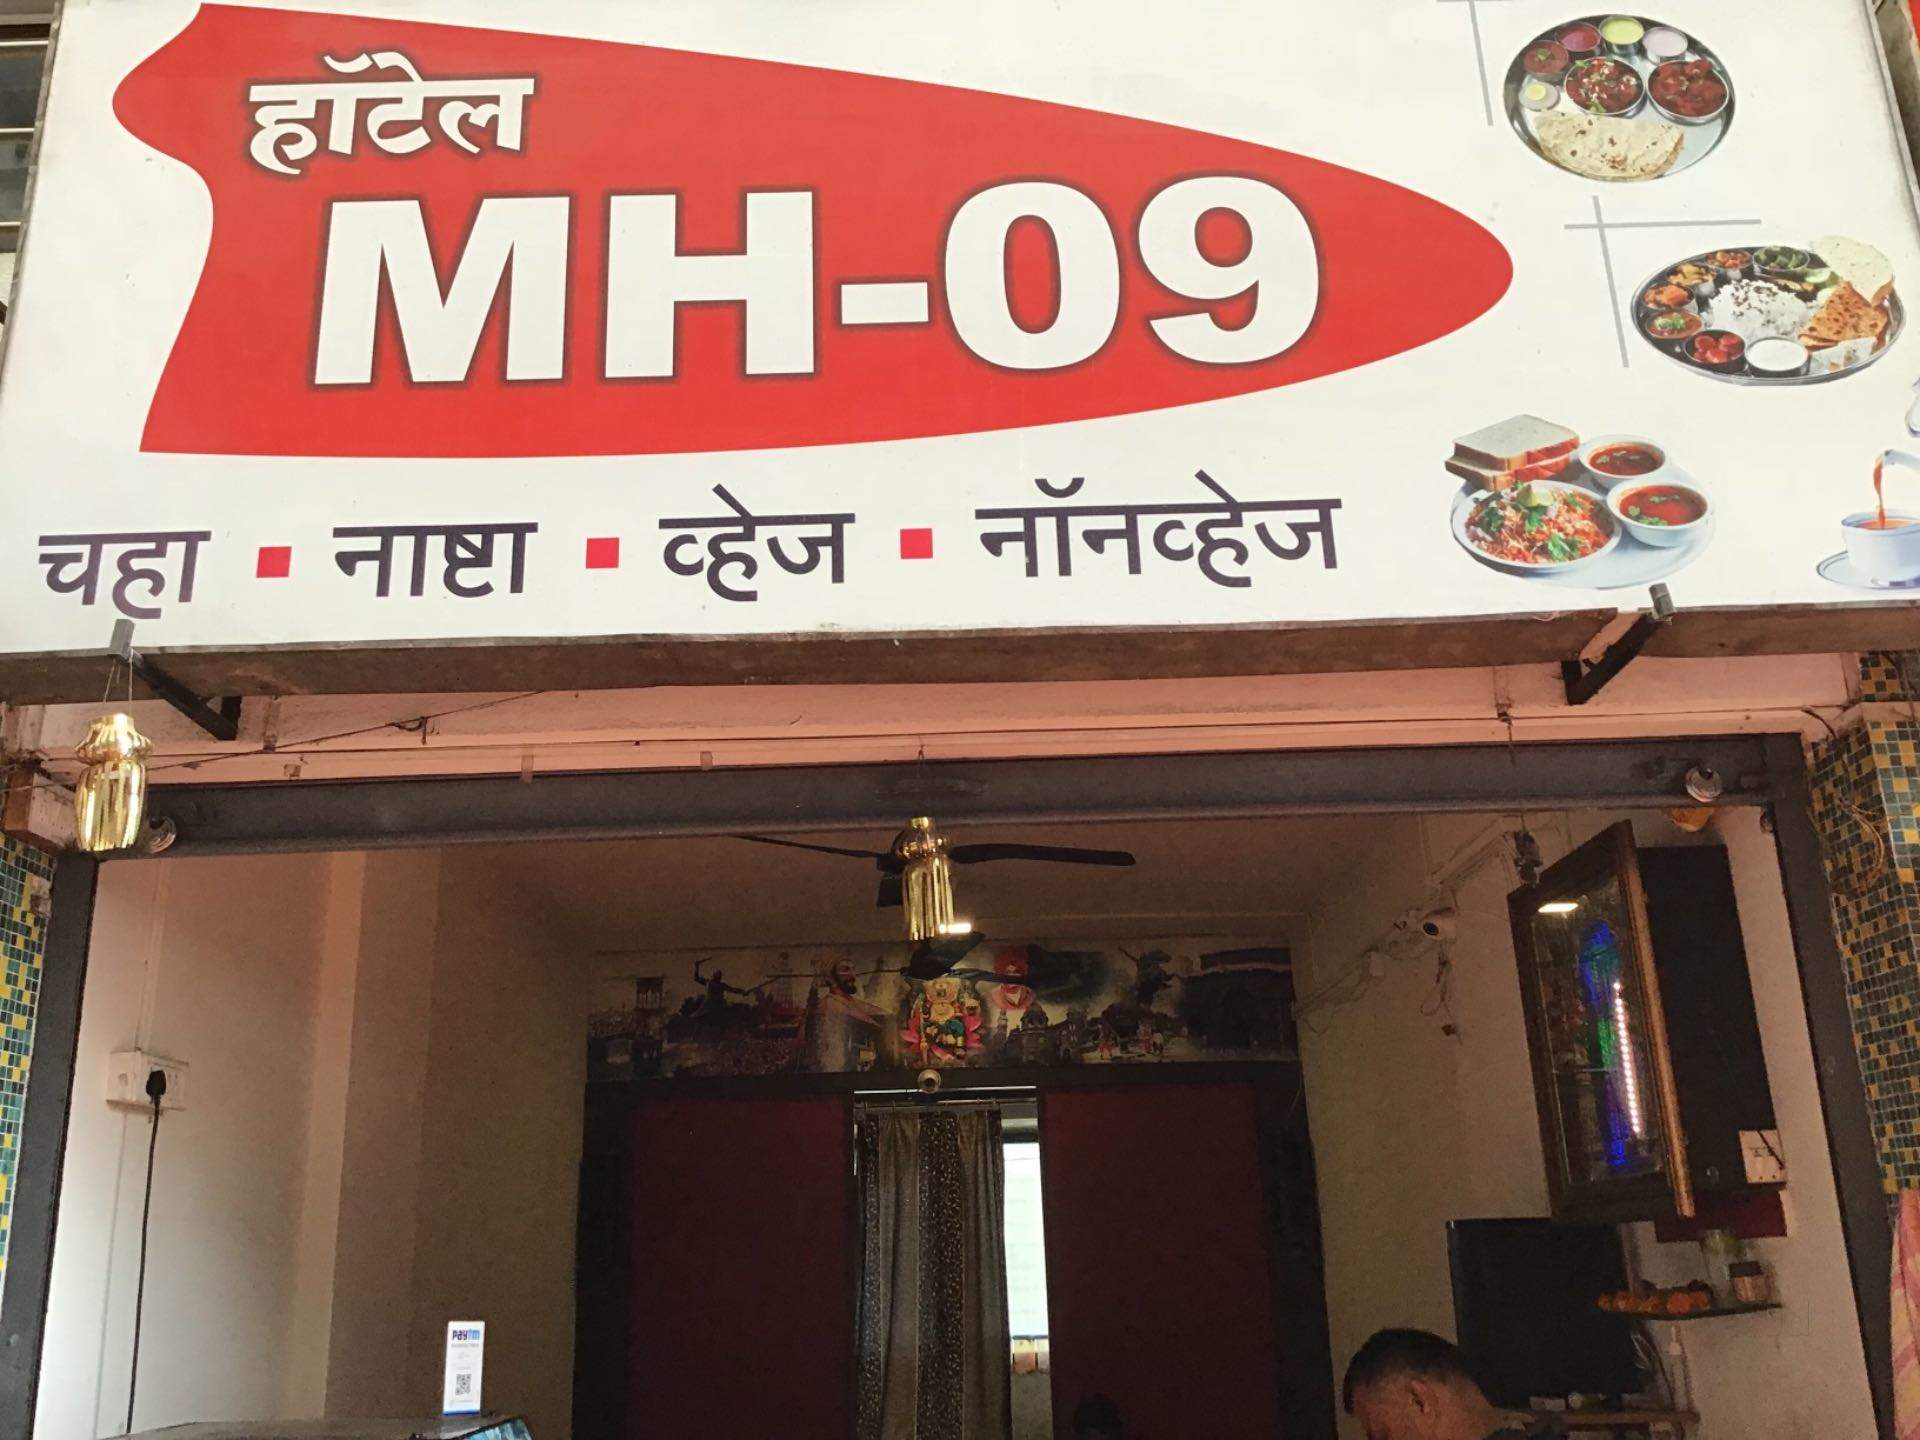 हॉटेल
MH-09
चहा ▪ नाष्टा ▪ व्हेज ▪ नॉनव्हेज
Paytm